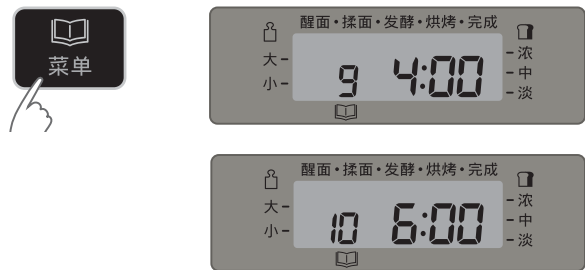 菜单
醒面•揉面•发酵•烘烤•完成
大
浓
9 4:00
中
小
淡
醒面•揉面•发酵•烘烤•完成
大
浓
10 6:00
中
小
淡